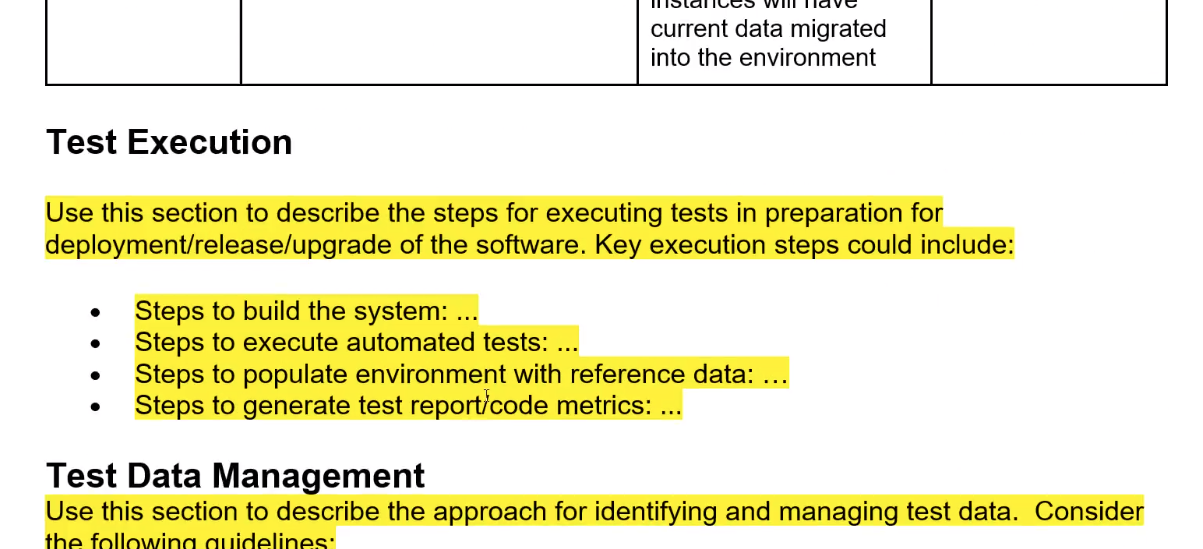 instances will have
current data migrated
into the environment
Test Execution
Use this section to describe the steps for executing tests in preparation for
deployment/release/upgrade of the software. Key execution steps could include:
• Steps to build the system: ...
• Steps to execute automated tests: ...
• Steps to populate environment with reference data: …
• Steps to generate test report/code metrics: ...
Test Data Management
Use this section to describe the approach for identifying and managing test data.  Consider
the following guidelines: